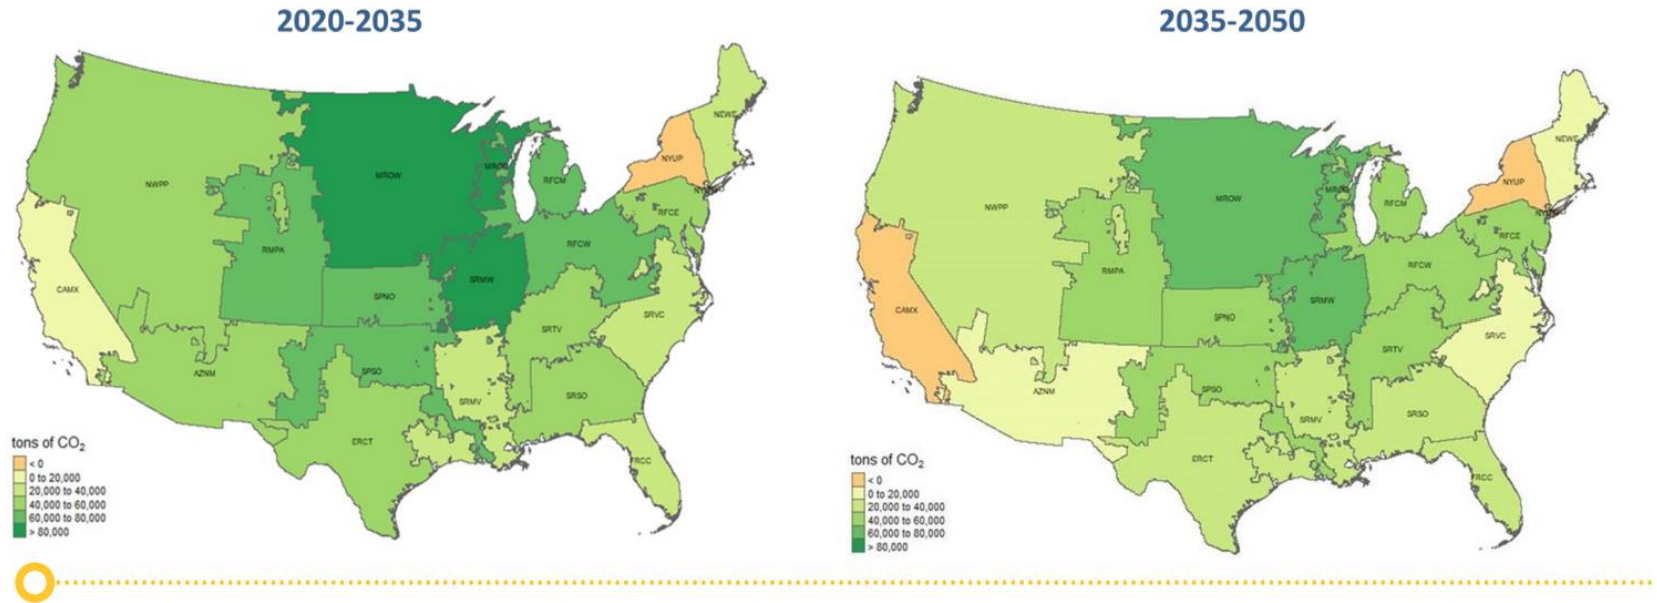 2020-2035
NEWE
NYUP
MROW
RFCM
NWPP
RFCE
RMPA
RFCW
SRMW
CAMX
SPNO
SRVC
SRTV
AZNM
SPSO
SRMV
SRSO
ERCT
FRCC
tons of CO₂
< 0
0 to 20,000
20,000 to 40,000
40,000 to 60,000
60,000 to 80,000
> 80,000
2035-2050
NEWE
NYUP
MROW
RFCM
NWPP
RFCE
RMPA
RFCW
SRMW
CAMX
SPNO
SRVC
SRTV
AZNM
SPSO
SRMV
SRSO
ERCT
FRCC
tons of CO₂
< 0
0 to 20,000
20,000 to 40,000
40,000 to 60,000
60,000 to 80,000
> 80,000